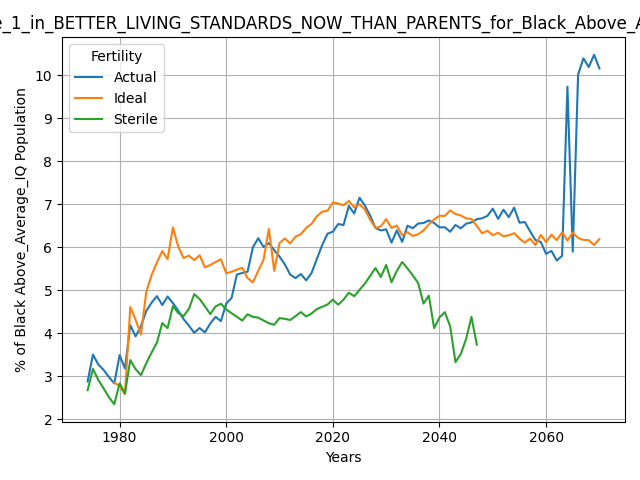 e_1_in_BETTER_LIVING_STANDARDS_NOW_THAN_PARENTS_for_Black_Above_A
Fertility
Actual
Ideal
Sterile
% of Black Above_Average_IQ Population
10
9
8
7
6
5
4
3
2
1980
2000
2020
2040
2060
Years